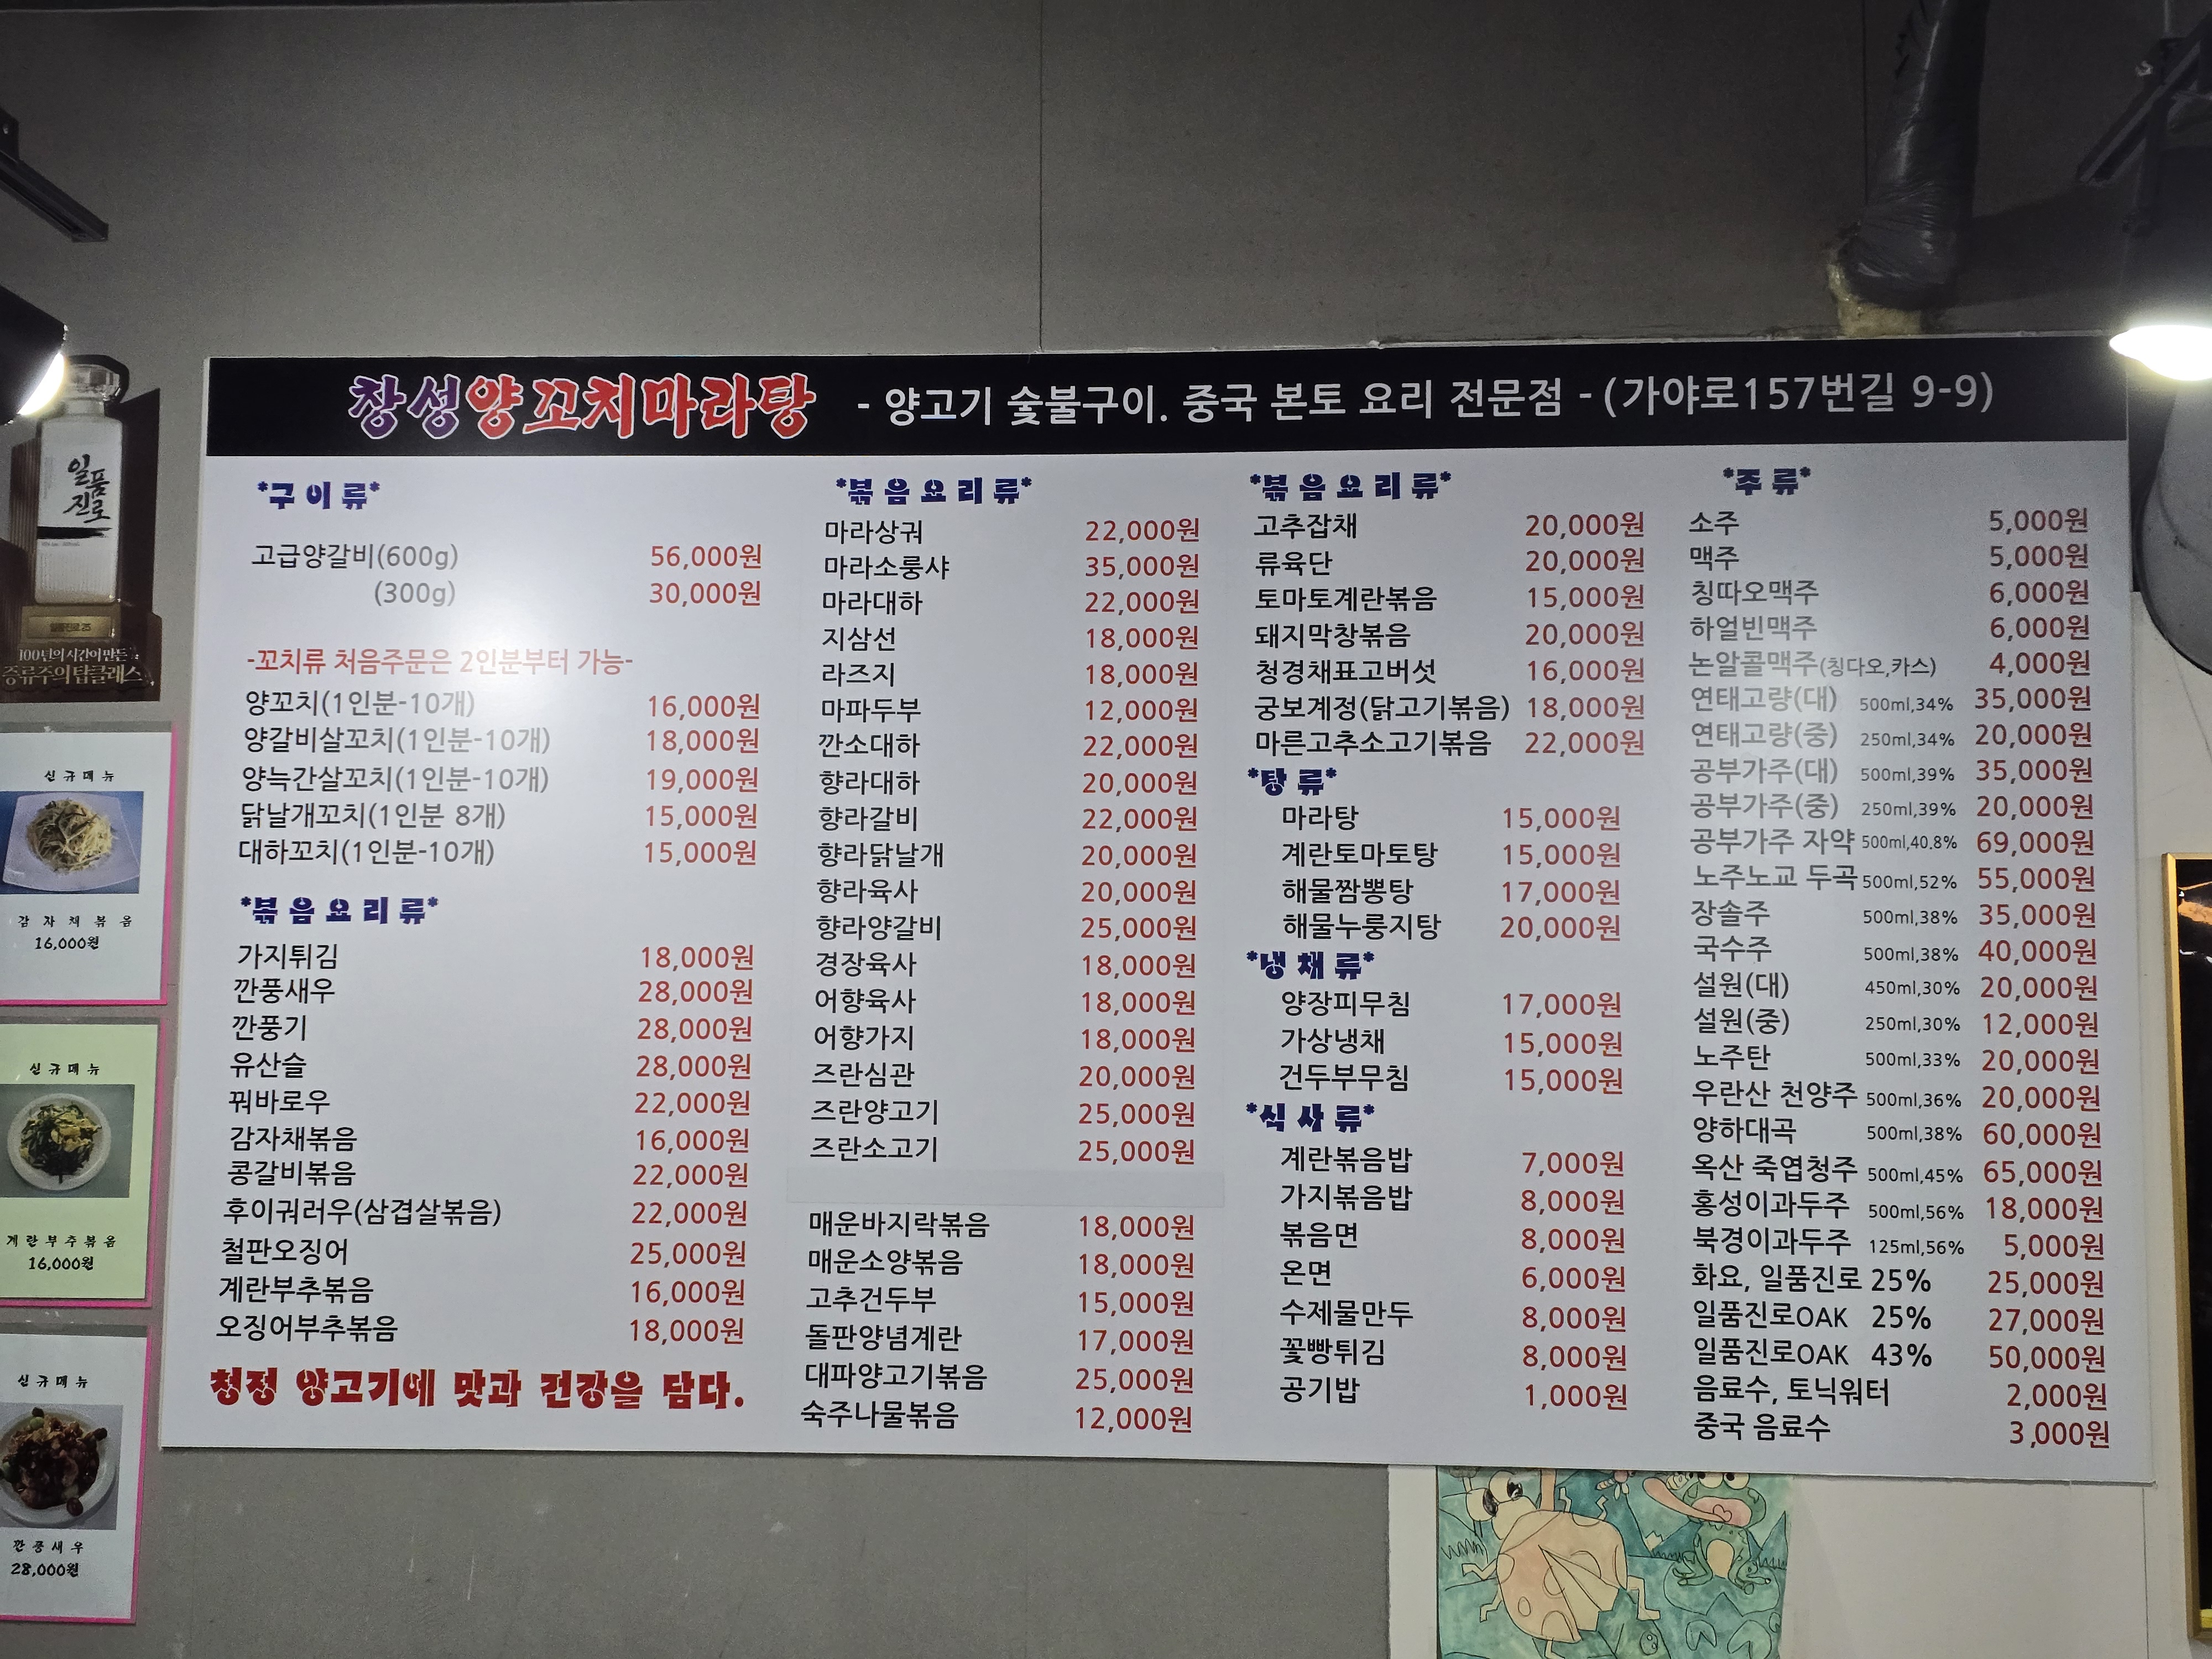 창성양꼬치마라탕 - 양고기 숯불구이. 중국 본토 요리 전문점 - (가야로157번길 9-9)
*구이류*
고급양갈비(600g) 56,000원
(300g) 30,000원
-꼬치류 처음주문은 2인분부터 가능-
양꼬치(1인분-10개) 16,000원
양갈비살꼬치(1인분-10개) 18,000원
양늑간살꼬치(1인분-10개) 19,000원
닭날개꼬치(1인분 8개) 15,000원
대하꼬치(1인분-10개) 15,000원
*볶음요리류*
가지튀김 18,000원
깐풍새우 28,000원
깐풍기 28,000원
유산슬 28,000원
꿔바로우 22,000원
감자채볶음 16,000원
콩갈비볶음 22,000원
후이궈러우(삼겹살볶음) 22,000원
철판오징어 25,000원
계란부추볶음 16,000원
오징어부추볶음 18,000원
청정 양고기에 맛과 건강을 담다.
*볶음요리류*
마라상궈 22,000원
마라소룽샤 35,000원
마라대하 22,000원
지삼선 18,000원
라즈지 18,000원
마파두부 12,000원
깐소대하 22,000원
향라대하 20,000원
향라갈비 22,000원
향라닭날개 20,000원
향라육사 20,000원
향라양갈비 25,000원
경장육사 18,000원
어향육사 18,000원
어향가지 18,000원
즈란심관 20,000원
즈란양고기 25,000원
즈란소고기 25,000원
매운바지락볶음 18,000원
매운소양볶음 18,000원
고추건두부 15,000원
돌판양념계란 17,000원
대파양고기볶음 25,000원
숙주나물볶음 12,000원
*볶음요리류*
고추잡채 20,000원
류육단 20,000원
토마토계란볶음 15,000원
돼지막창볶음 20,000원
청경채표고버섯 16,000원
궁보계정(닭고기볶음) 18,000원
마른고추소고기볶음 22,000원
*탕류*
마라탕 15,000원
계란토마토탕 15,000원
해물짬뽕탕 17,000원
해물누룽지탕 20,000원
*냉채류*
양장피무침 17,000원
가상냉채 15,000원
건두부무침 15,000원
*식사류*
계란볶음밥 7,000원
가지볶음밥 8,000원
볶음면 8,000원
온면 6,000원
수제물만두 8,000원
꽃빵튀김 8,000원
공기밥 1,000원
*주류*
소주 5,000원
맥주 5,000원
칭따오맥주 6,000원
하얼빈맥주 6,000원
논알콜맥주(칭다오,카스) 4,000원
연태고량(대) 500ml,34% 35,000원
연태고량(중) 250ml,34% 20,000원
공부가주(대) 500ml,39% 35,000원
공부가주(중) 250ml,39% 20,000원
공부가주 자약 500ml,40.8% 69,000원
노주노교 두곡 500ml,52% 55,000원
장솔주 500ml,38% 35,000원
국수주 500ml,38% 40,000원
설원(대) 450ml,30% 20,000원
설원(중) 250ml,30% 12,000원
노주탄 500ml,33% 20,000원
우란산 천양주 500ml,36% 20,000원
양하대곡 500ml,38% 60,000원
옥산 죽엽청주 500ml,45% 65,000원
홍성이과두주 500ml,56% 18,000원
북경이과두주 125ml,56% 5,000원
화요, 일품진로 25% 25,000원
일품진로OAK 25% 27,000원
일품진로OAK 43% 50,000원
음료수, 토닉워터 2,000원
중국 음료수 3,000원
일품
진로
일품진로25
100년의 시간이 만든
증류주의 탑클래스
신규메뉴
감자채볶음
16,000원
신규메뉴
계란부추볶음
16,000원
신규메뉴
깐풍새우
28,000원